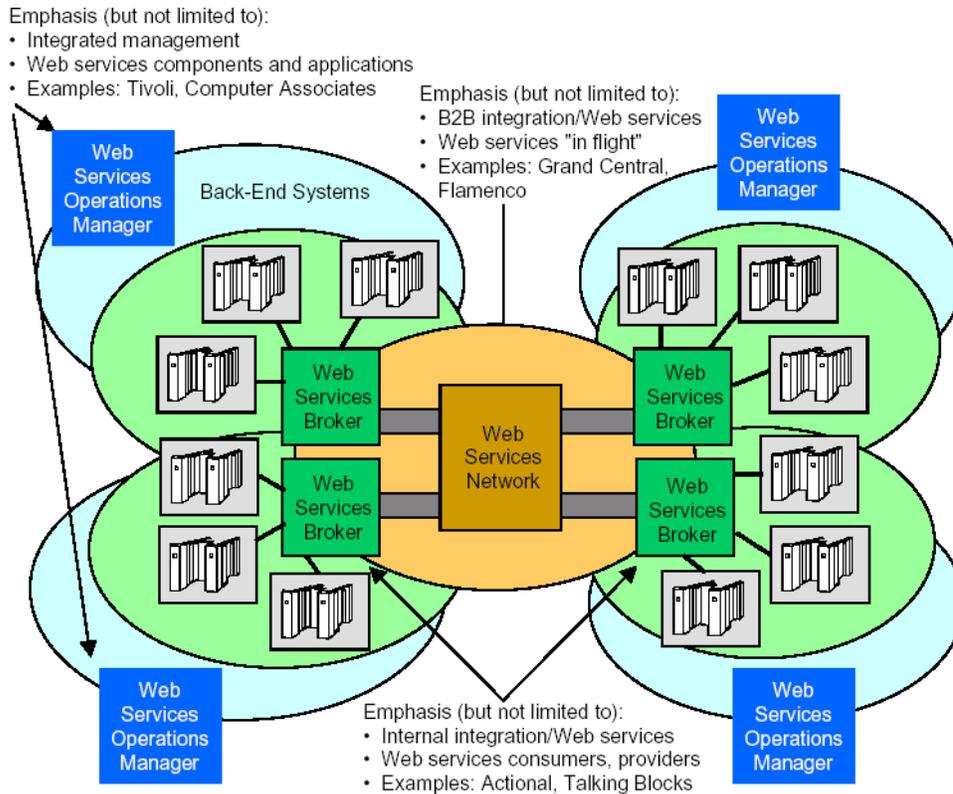 Emphasis (but not limited to):
• Integrated management
• Web services components and applications
• Examples: Tivoli, Computer Associates
Emphasis (but not limited to):
• B2B integration/Web services
• Web services "in flight"
• Examples: Grand Central,
Flamenco
Web
Services
Operations
Manager
Back-End Systems
Web
Services
Operations
Manager
Web
Services
Broker
Web
Services
Network
Web
Services
Broker
Web
Services
Broker
Web
Services
Broker
Web
Services
Operations
Manager
Emphasis (but not limited to):
• Internal integration/Web services
• Web services consumers, providers
• Examples: Actional, Talking Blocks
Web
Services
Operations
Manager